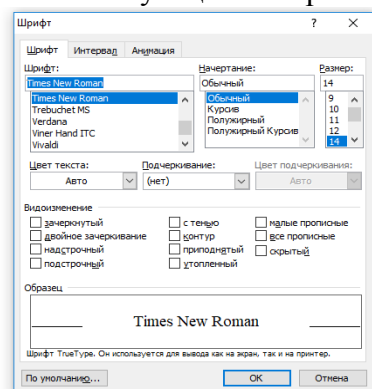 Шрифт ? ×
Шрифт Интервал Анимация
Шрифт: Начертание: Размер:
Times New Roman Обычный 14
Times New Roman Обычный 9
Trebuchet MS Курсив 10
Verdana Полужирный 11
Viner Hand ITC Полужирный Курсив 12
Vivaldi 14
Цвет текста: Подчеркивание: Цвет подчеркивания:
Авто (нет) Авто
Видоизменение
зачеркнутый с тенью малые прописные
двойное зачеркивание контур все прописные
надстрочный приподнятый скрытый
подстрочный утопленный
Образец
Times New Roman
Шрифт TrueType. Он используется для вывода как на экран, так и на принтер.
По умолчанию... ОК Отмена